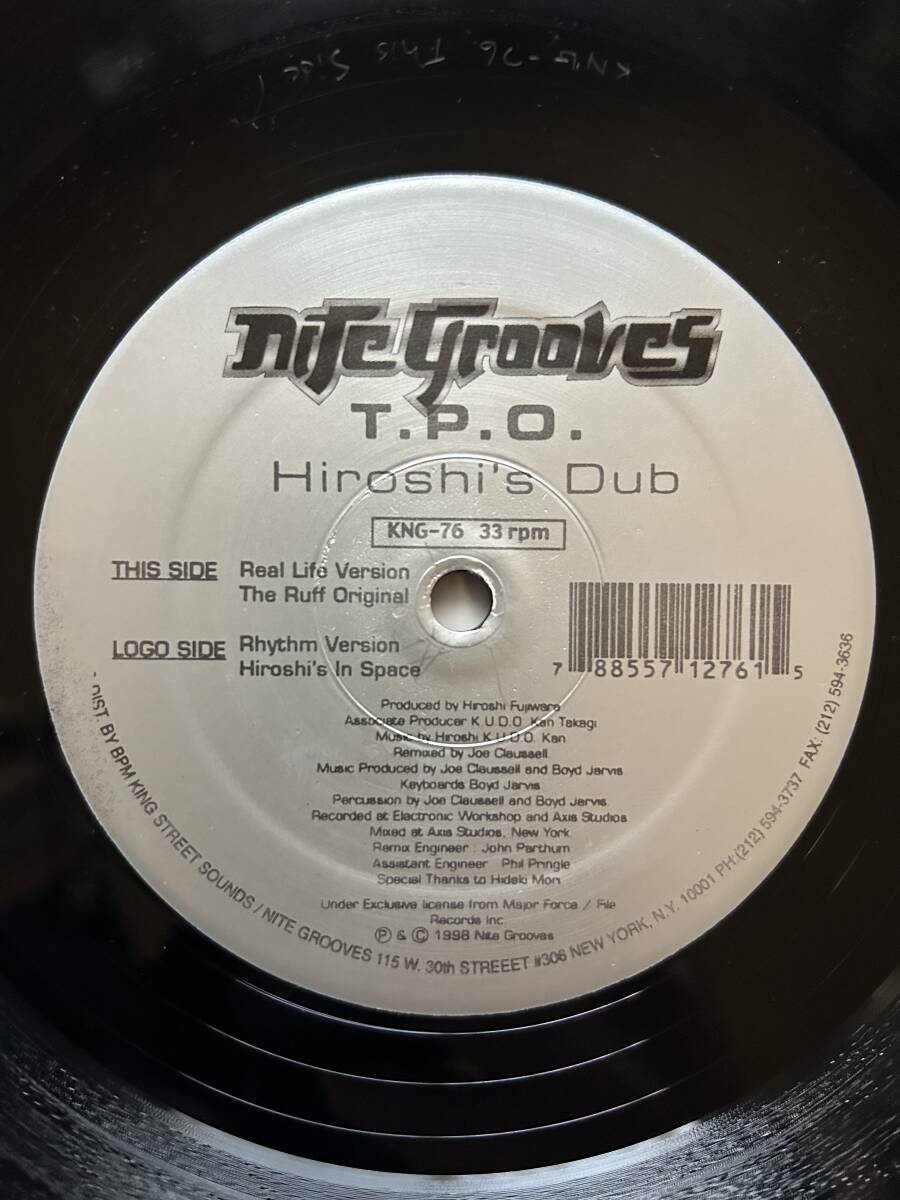 KNG-76 This Side
Nite Grooves
T.P.O.
Hiroshi's Dub
KNG-76 33 rpm
THIS SIDE Real Life Version
The Ruff Original
LOGO SIDE Rhythm Version
Hiroshi's In Space
7 88557 12761 5
Produced by Hiroshi Fujiwara
Associate Producer K.U.D.O. Kan Takagi
Music by Hiroshi K.U.D.O. Kan
Remixed by Joe Claussell
Music Produced by Joe Claussell and Boyd Jarvis
Keyboards Boyd Jarvis
Percussion by Joe Claussell and Boyd Jarvis
Recorded at Electronic Workshop and Axis Studios
Mixed at Axis Studios, New York
Remix Engineer : John Parthum
Assistant Engineer : Phil Pringle
Special Thanks to Hideki Mori
Under Exclusive license from Major Force / File
Records Inc.
Ⓟ & © 1998 Nite Grooves
DIST. BY BPM KING STREET SOUNDS / NITE GROOVES 115 W. 30th STREEET #306 NEW YORK, N.Y. 10001 PH:(212) 594-3737 FAX: (212) 594-3636